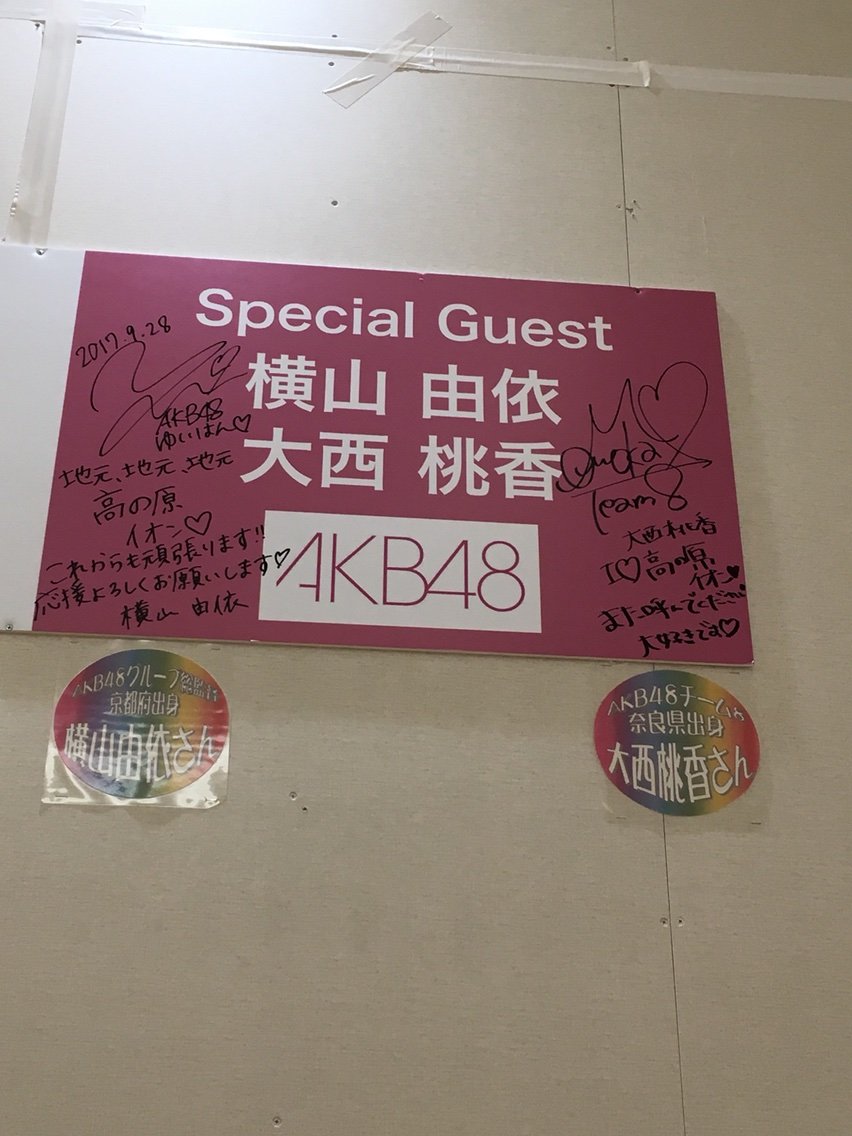 Special Guest
横山 由依
大西 桃香
AKB48
2017.9.28
AKB48
ゆいはん♡
地元、地元、地元
高の原
イオン♡
これからも頑張ります!!
応援よろしくお願いします♡
横山 由依
Team 8
大西桃香
I♡高の原
イオン
また呼んでください
大好きです♡
AKB48グループ総監督
京都府出身
横山由依さん
AKB48チーム8
奈良県出身
大西桃香さん